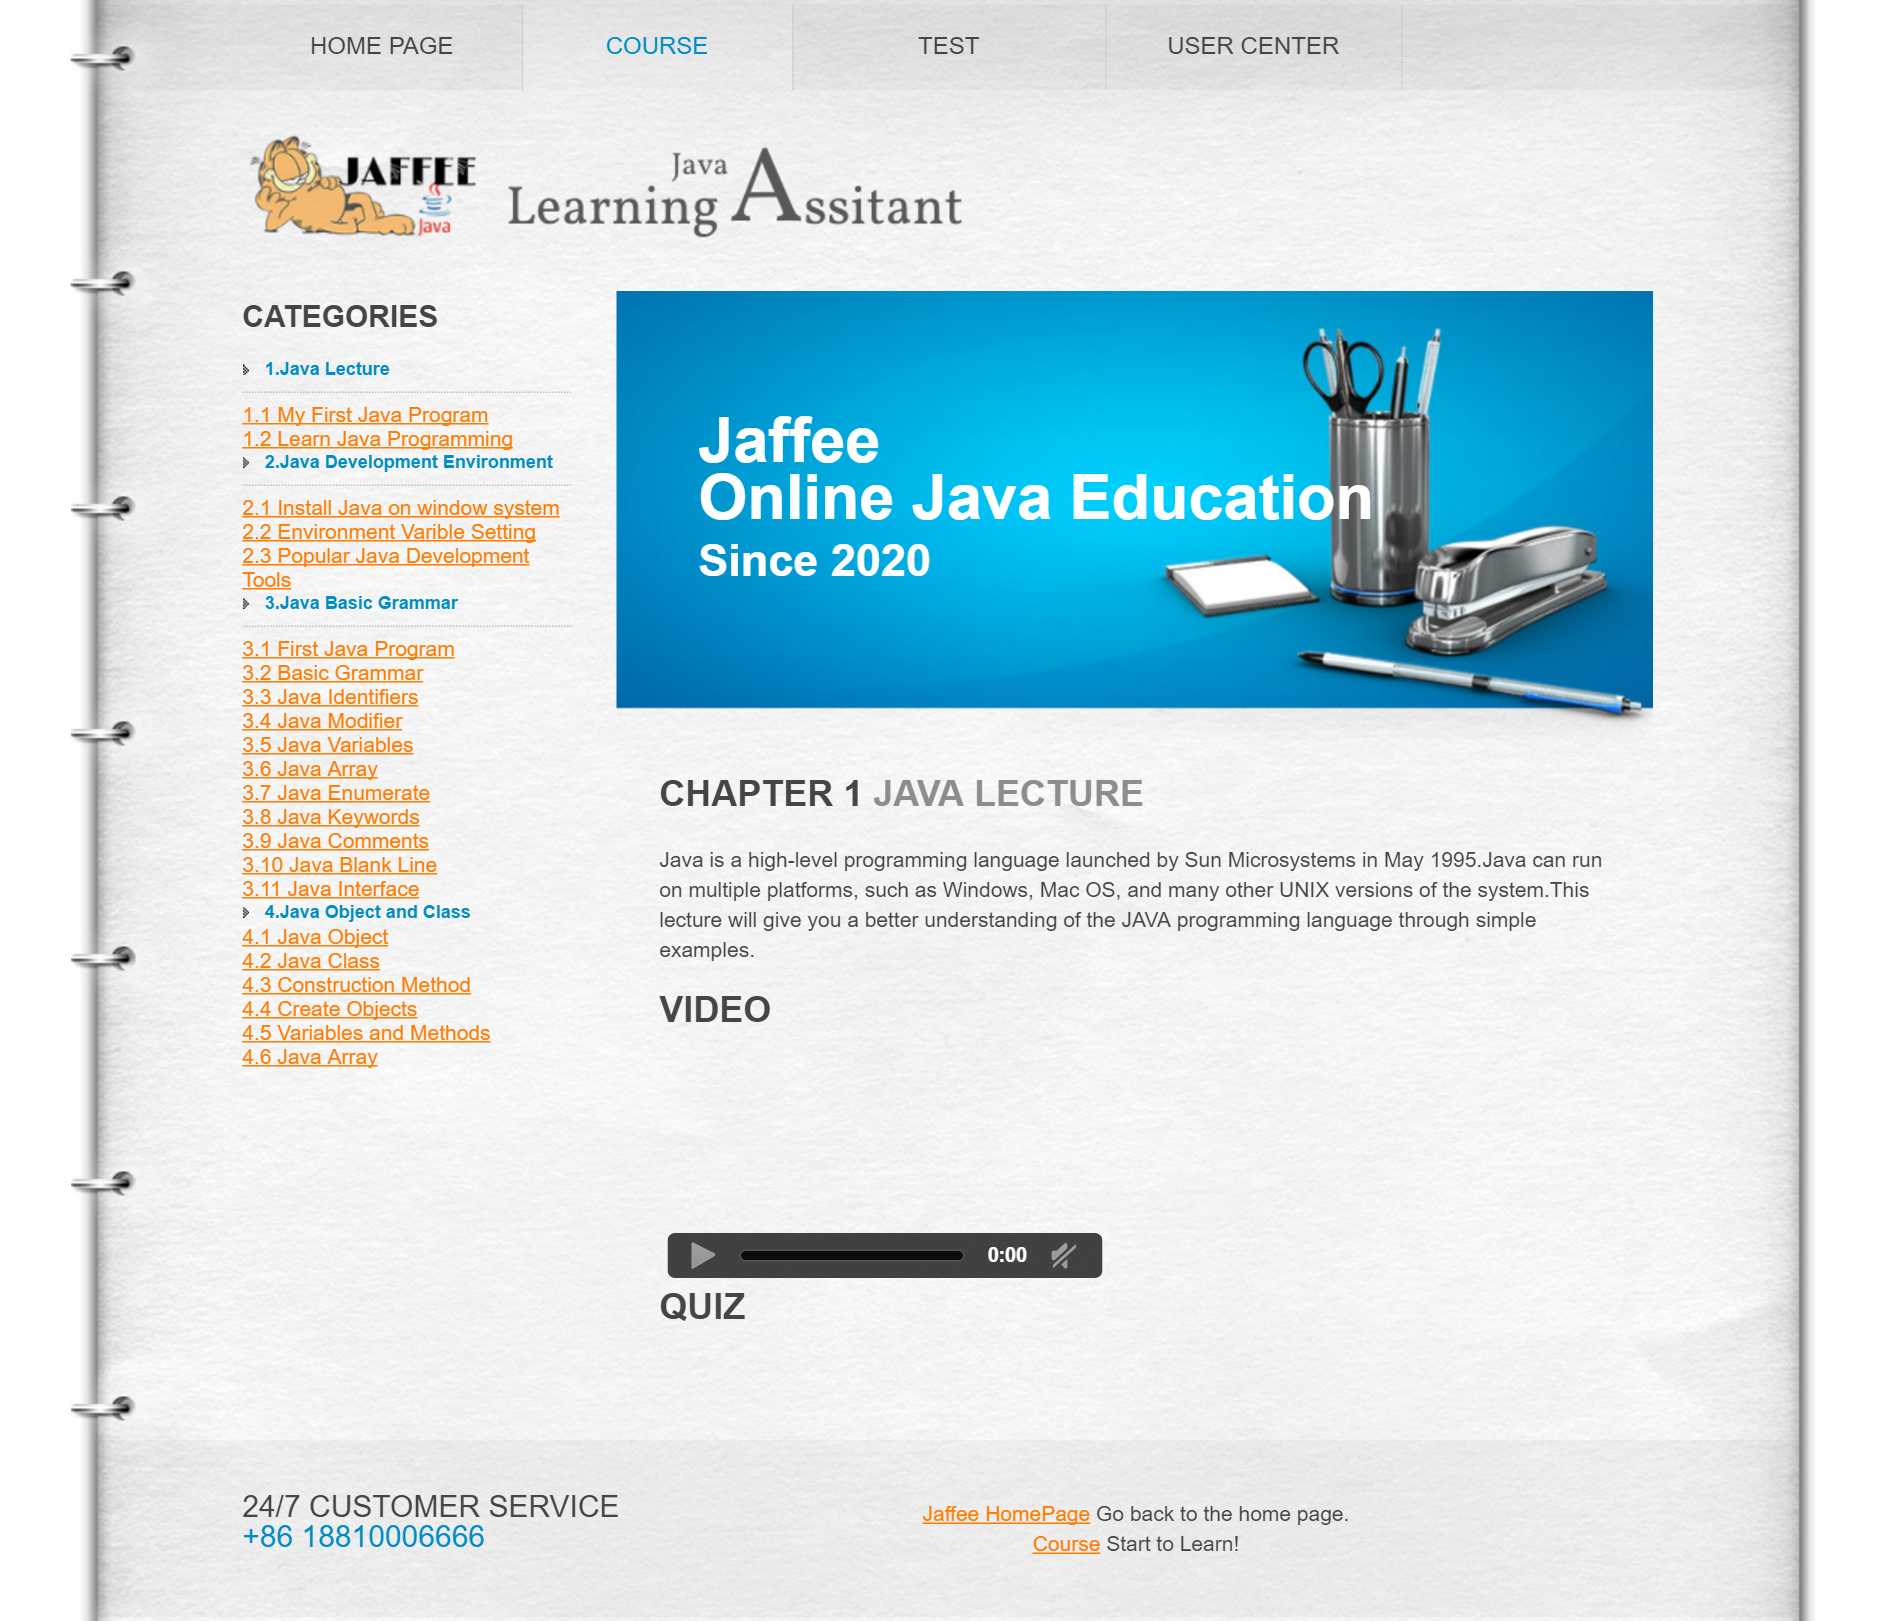 HOME PAGE
COURSE
TEST
USER CENTER
JAFFEE
Java
Java
Learning Assitant
CATEGORIES
1.Java Lecture
1.1 My First Java Program
1.2 Learn Java Programming
2.Java Development Environment
2.1 Install Java on window system
2.2 Environment Varible Setting
2.3 Popular Java Development
Tools
3.Java Basic Grammar
3.1 First Java Program
3.2 Basic Grammar
3.3 Java Identifiers
3.4 Java Modifier
3.5 Java Variables
3.6 Java Array
3.7 Java Enumerate
3.8 Java Keywords
3.9 Java Comments
3.10 Java Blank Line
3.11 Java Interface
4.Java Object and Class
4.1 Java Object
4.2 Java Class
4.3 Construction Method
4.4 Create Objects
4.5 Variables and Methods
4.6 Java Array
Jaffee
Online Java Education
Since 2020
CHAPTER 1 JAVA LECTURE
Java is a high-level programming language launched by Sun Microsystems in May 1995.Java can run
on multiple platforms, such as Windows, Mac OS, and many other UNIX versions of the system.This
lecture will give you a better understanding of the JAVA programming language through simple
examples.
VIDEO
0:00
QUIZ
24/7 CUSTOMER SERVICE
+86 18810006666
Jaffee HomePage Go back to the home page.
Course Start to Learn!